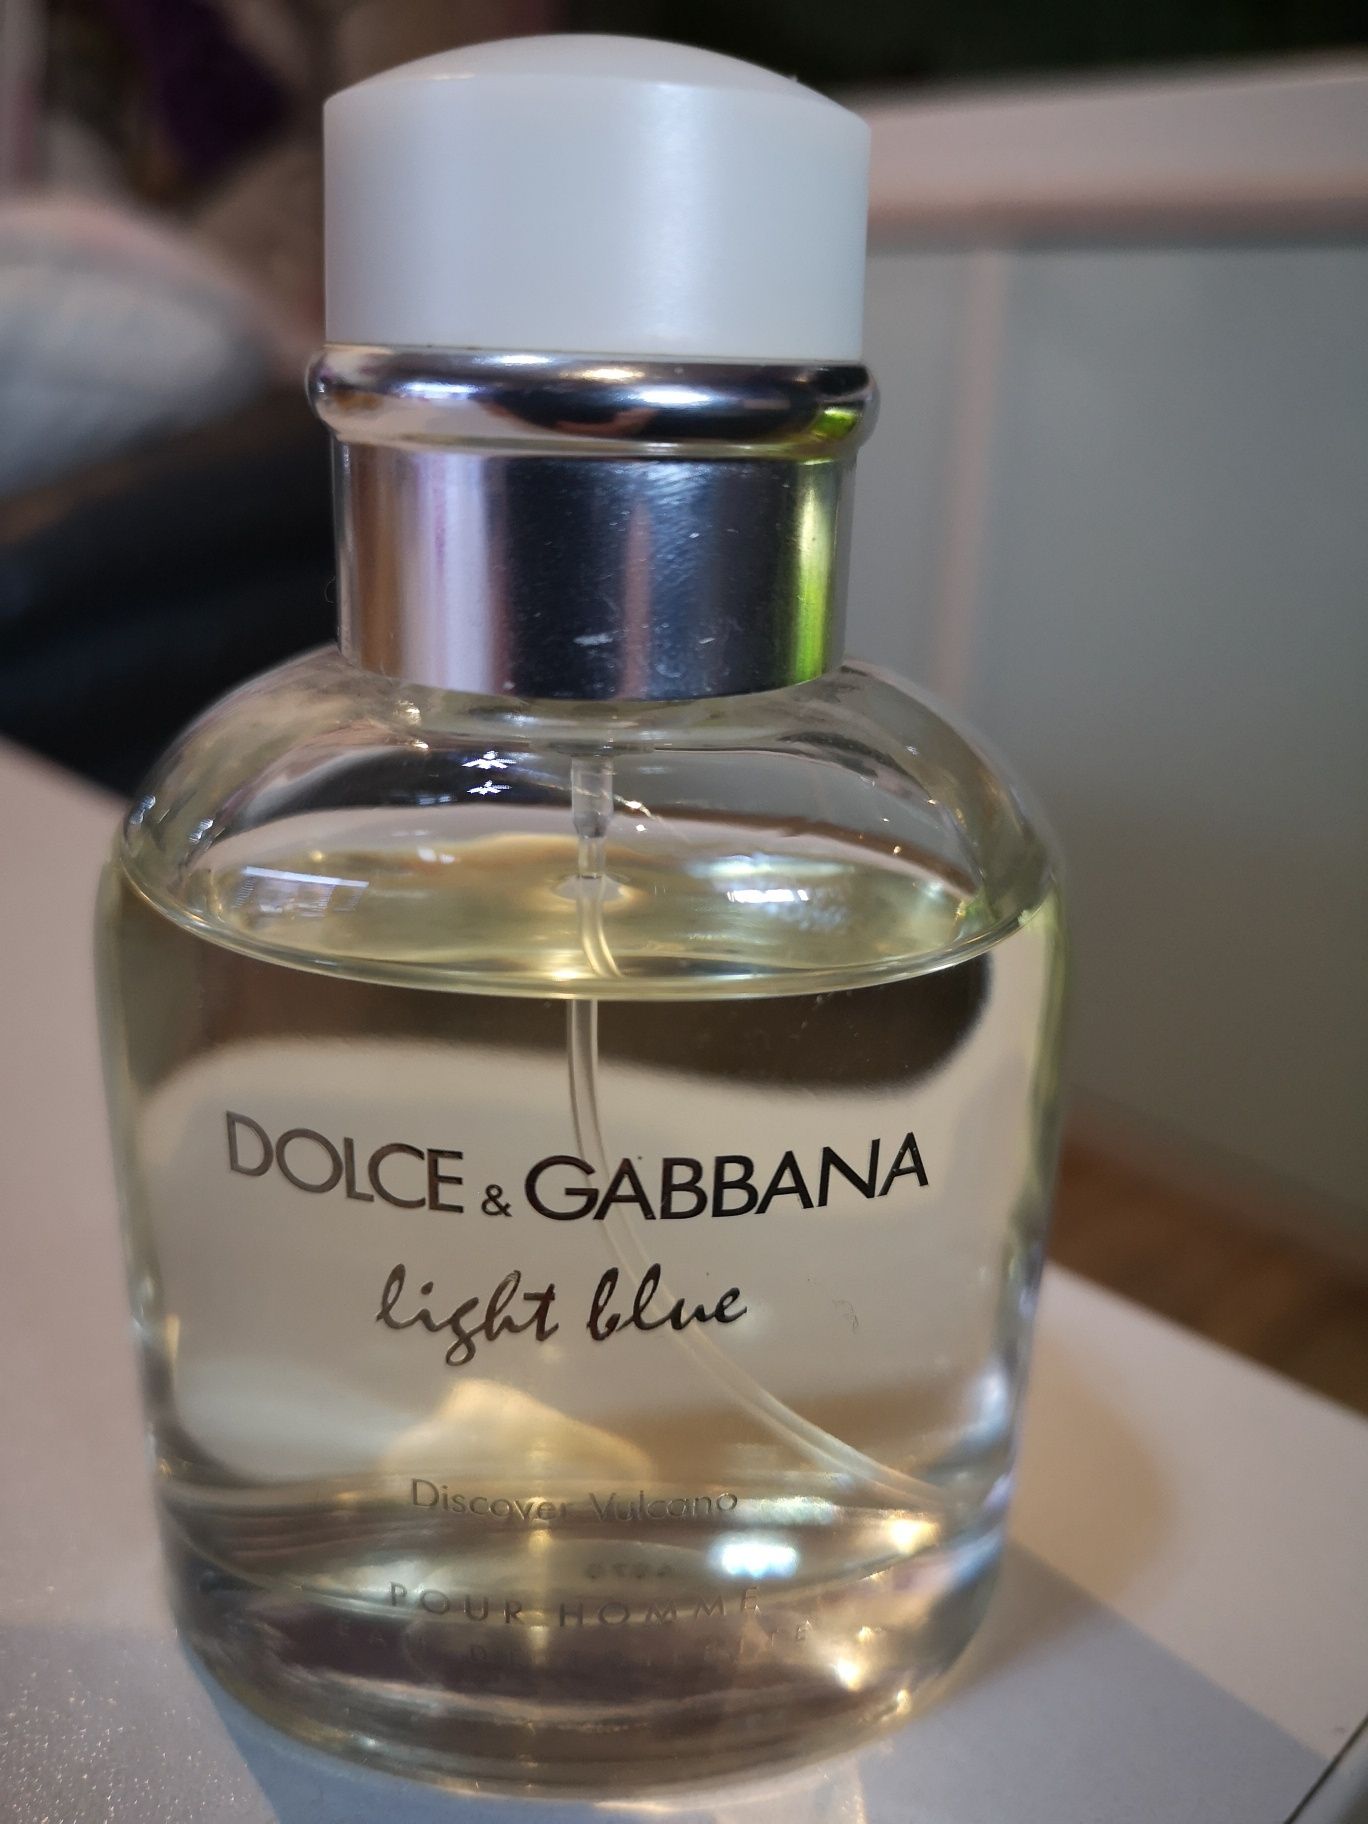 DOLCE & GABBANA
light blue
Discover Vulcano
POUR HOMME